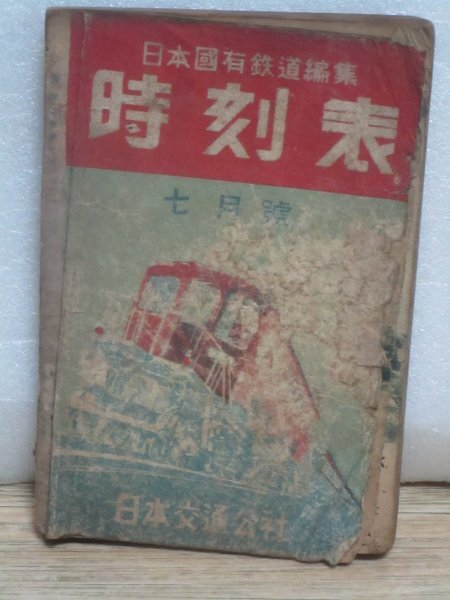 日本國有鉄道編集
時刻表
七月號
日本交通公社